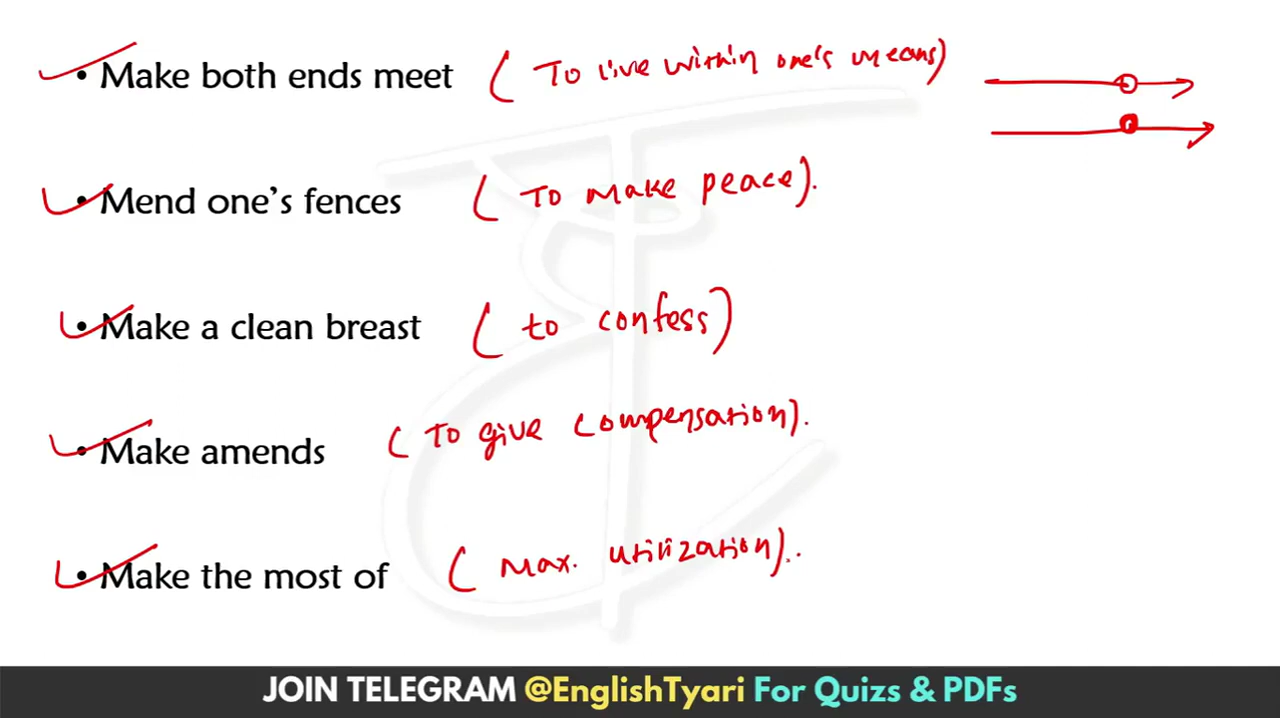 • Make both ends meet (To live within one's means)
• Mend one's fences (To make peace).
• Make a clean breast (to confess)
• Make amends (To give compensation).
• Make the most of (Max. utilization).
JOIN TELEGRAM @EnglishTyari For Quizs & PDFs